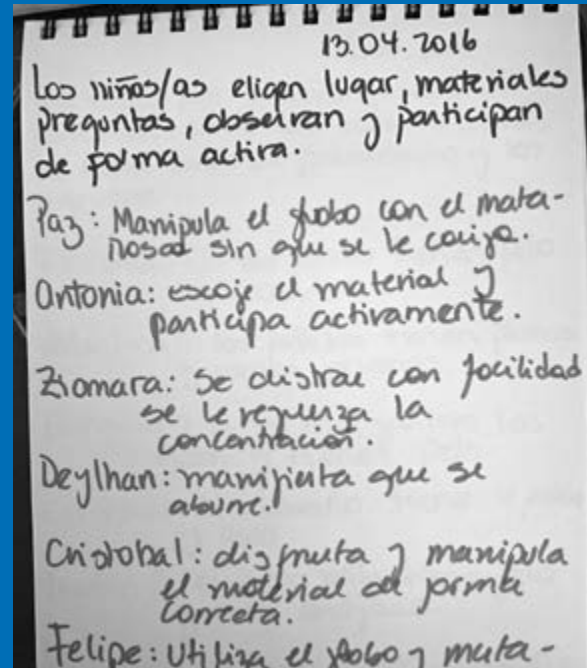 13.04.2016
Los niños/as eligen lugar, materiales
preguntas, observan y participan
de forma activa.
Paz: Manipula el globo con el mata-
moscas sin que se le caiga.
Antonia: escoje el material y
participa activamente.
Ziomara: Se distrae con facilidad
se le refuerza la
concentración.
Deylhan: manifiesta que se
aburre.
Cristobal: disfruta y manipula
el material de forma
correcta.
Felipe: Utiliza el globo y mata-